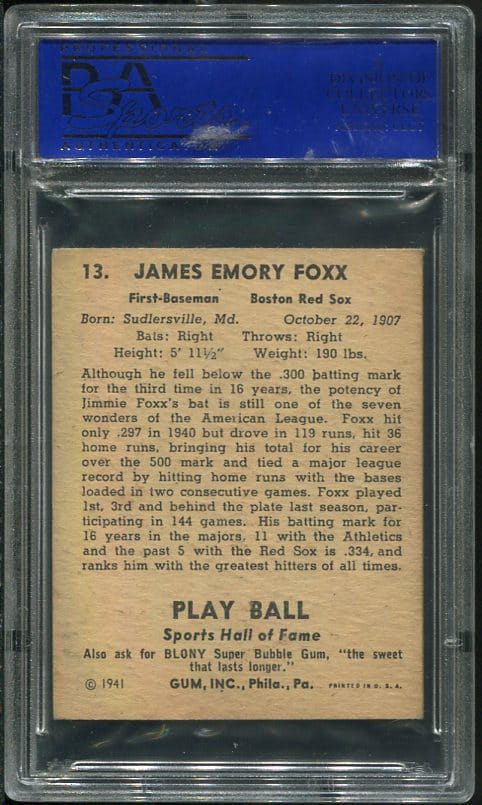 PROFESSIONAL
PSA
AUTHENTICATOR
A
DIVISION OF
COLLECTORS
UNIVERSE
13. JAMES EMORY FOXX
First-Baseman Boston Red Sox
Born: Sudlersville, Md. October 22, 1907
Bats: Right Throws: Right
Height: 5' 11½" Weight: 190 lbs.
Although he fell below the .300 batting mark
for the third time in 16 years, the potency of
Jimmie Foxx's bat is still one of the seven
wonders of the American League. Foxx hit
only .297 in 1940 but drove in 119 runs, hit 36
home runs, bringing his total for his career
over the 500 mark and tied a major league
record by hitting home runs with the bases
loaded in two consecutive games. Foxx played
1st, 3rd and behind the plate last season, par-
ticipating in 144 games. His batting mark for
16 years in the majors, 11 with the Athletics
and the past 5 with the Red Sox is .334, and
ranks him with the greatest hitters of all times.
PLAY BALL
Sports Hall of Fame
Also ask for BLONY Super Bubble Gum, "the sweet
that lasts longer."
© 1941 GUM, INC., Phila., Pa. PRINTED IN U. S. A.